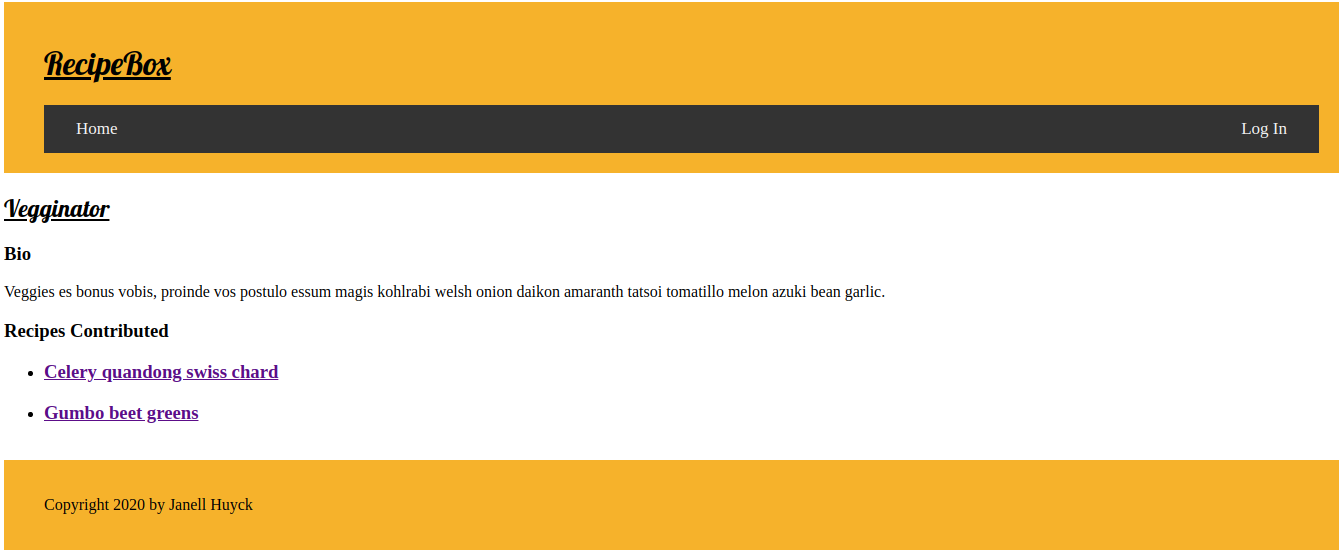 RecipeBox
Home
Log In
Vegginator
Bio
Veggies es bonus vobis, proinde vos postulo essum magis kohlrabi welsh onion daikon amaranth tatsoi tomatillo melon azuki bean garlic.
Recipes Contributed
Celery quandong swiss chard
Gumbo beet greens
Copyright 2020 by Janell Huyck